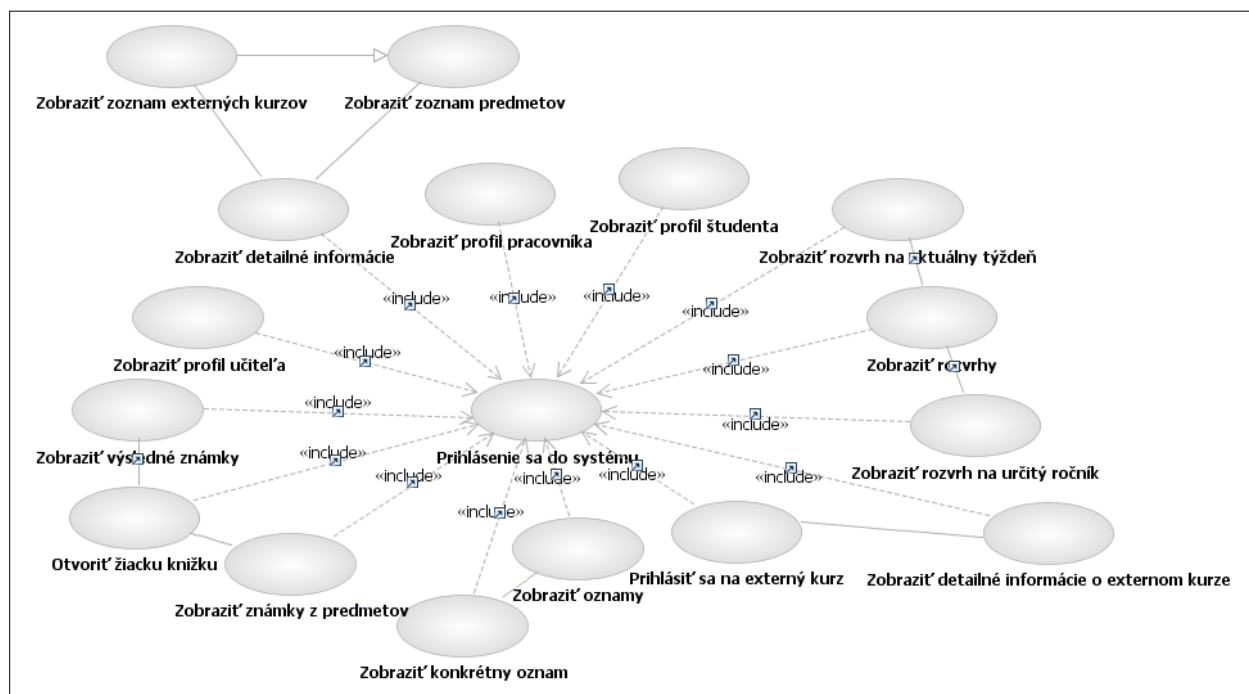 Zobraziť zoznam externých kurzov
Zobraziť zoznam predmetov
Zobraziť profil študenta
Zobraziť profil pracovníka
Zobraziť detailné informácie
Zobraziť rozvrh na aktuálny týždeň
«include»
«include»
«include»
«include»
Zobraziť profil učiteľa
«include»
«include»
Zobraziť rozvrhy
«include»
«include»
Zobraziť výsledné známky
«include»
Prihlásenie sa do systému
Zobraziť rozvrh na určitý ročník
«include»
«include»
«include»
«include»
«include»
Otvoriť žiacku knižku
Prihlásiť sa na externý kurz
Zobraziť detailné informácie o externom kurze
Zobraziť oznamy
Zobraziť známky z predmetov
Zobraziť konkrétny oznam